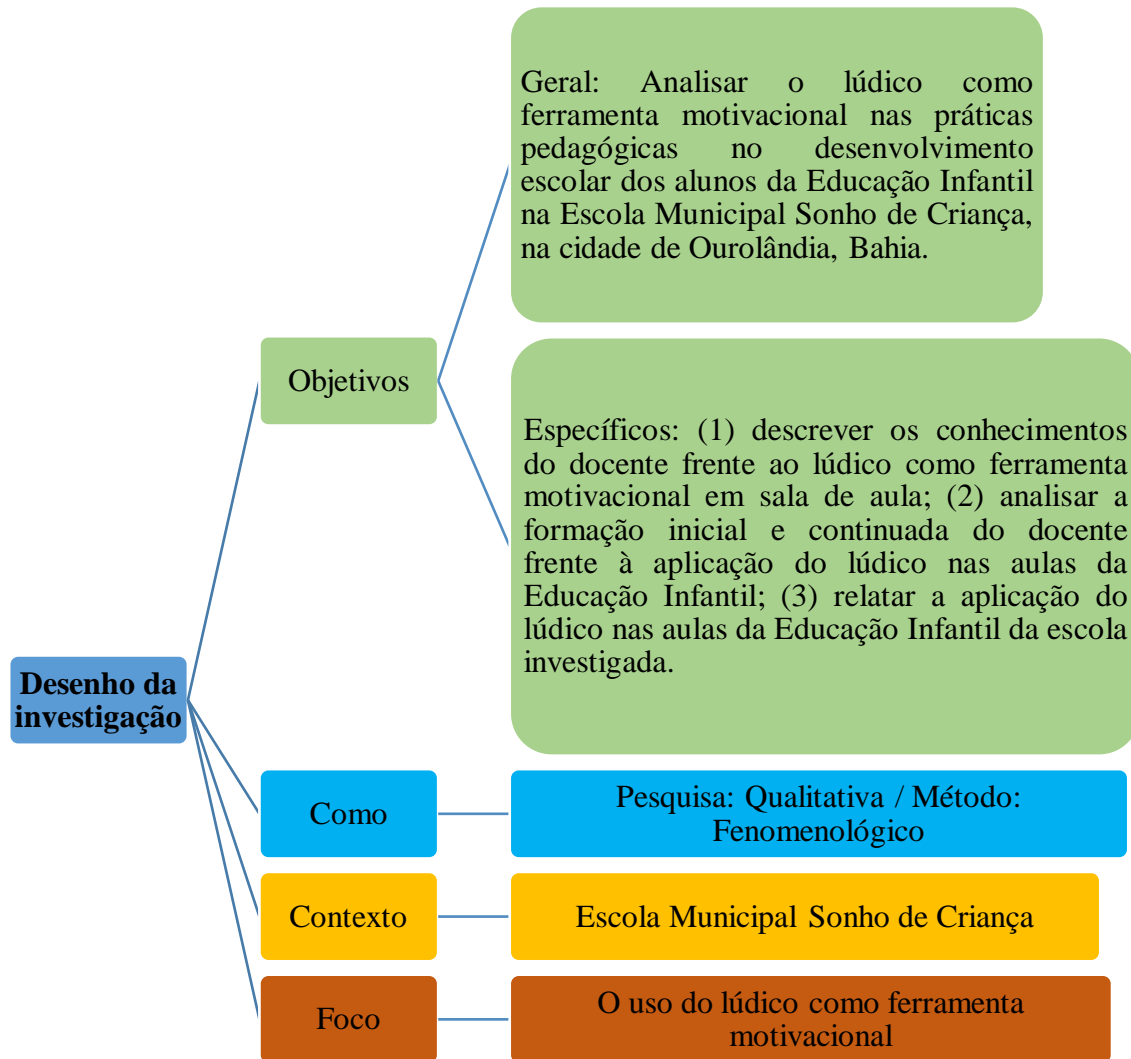 Geral: Analisar o lúdico como
ferramenta motivacional nas práticas
pedagógicas no desenvolvimento
escolar dos alunos da Educação Infantil
na Escola Municipal Sonho de Criança,
na cidade de Ourolândia, Bahia.
Objetivos
Específicos: (1) descrever os conhecimentos
do docente frente ao lúdico como ferramenta
motivacional em sala de aula; (2) analisar a
formação inicial e continuada do docente
frente à aplicação do lúdico nas aulas da
Educação Infantil; (3) relatar a aplicação do
lúdico nas aulas da Educação Infantil da escola
investigada.
Desenho da
investigação
Como
Pesquisa: Qualitativa / Método:
Fenomenológico
Contexto
Escola Municipal Sonho de Criança
Foco
O uso do lúdico como ferramenta
motivacional